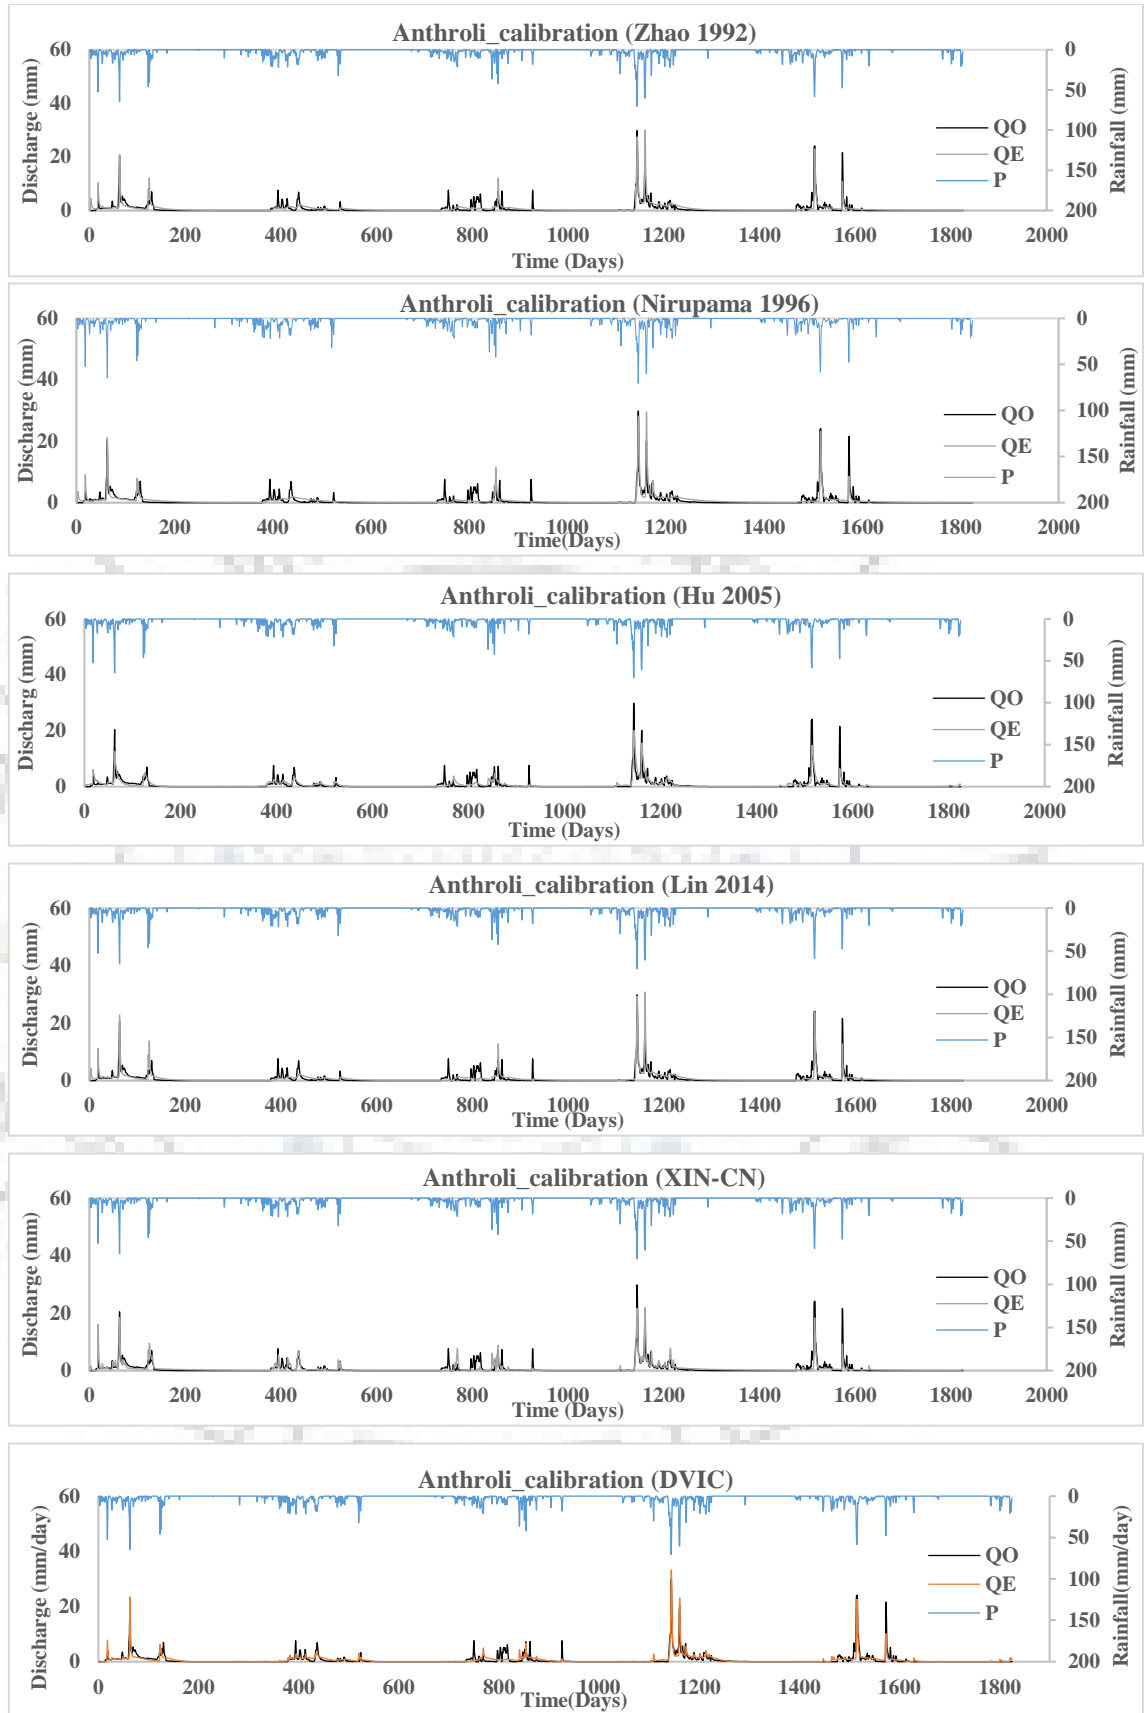 Anthroli_calibration (Zhao 1992)
60 40 20 0
Discharge (mm)
0 50 100 150 200
Rainfall (mm)
QO
QE
P
0 200 400 600 800 1000 1200 1400 1600 1800 2000
Time (Days)
Anthroli_calibration (Nirupama 1996)
60 40 20 0
Discharge (mm)
0 50 100 150 200
Rainfall (mm)
QO
QE
P
0 200 400 600 800 1000 1200 1400 1600 1800 2000
Time(Days)
Anthroli_calibration (Hu 2005)
60 40 20 0
Discharg (mm)
0 50 100 150 200
Rainfall (mm)
QO
QE
P
0 200 400 600 800 1000 1200 1400 1600 1800 2000
Time (Days)
Anthroli_calibration (Lin 2014)
60 40 20 0
Discharge (mm)
0 50 100 150 200
Rainfall (mm)
QO
QE
P
0 200 400 600 800 1000 1200 1400 1600 1800 2000
Time (Days)
Anthroli_calibration (XIN-CN)
60 40 20 0
Discharge (mm)
0 50 100 150 200
Rainfall (mm)
QO
QE
P
0 200 400 600 800 1000 1200 1400 1600 1800 2000
Time (Days)
Anthroli_calibration (DVIC)
60 40 20 0
Discharge (mm/day)
0 50 100 150 200
Rainfall(mm/day)
QO
QE
P
0 200 400 600 800 1000 1200 1400 1600 1800
Time(Days)